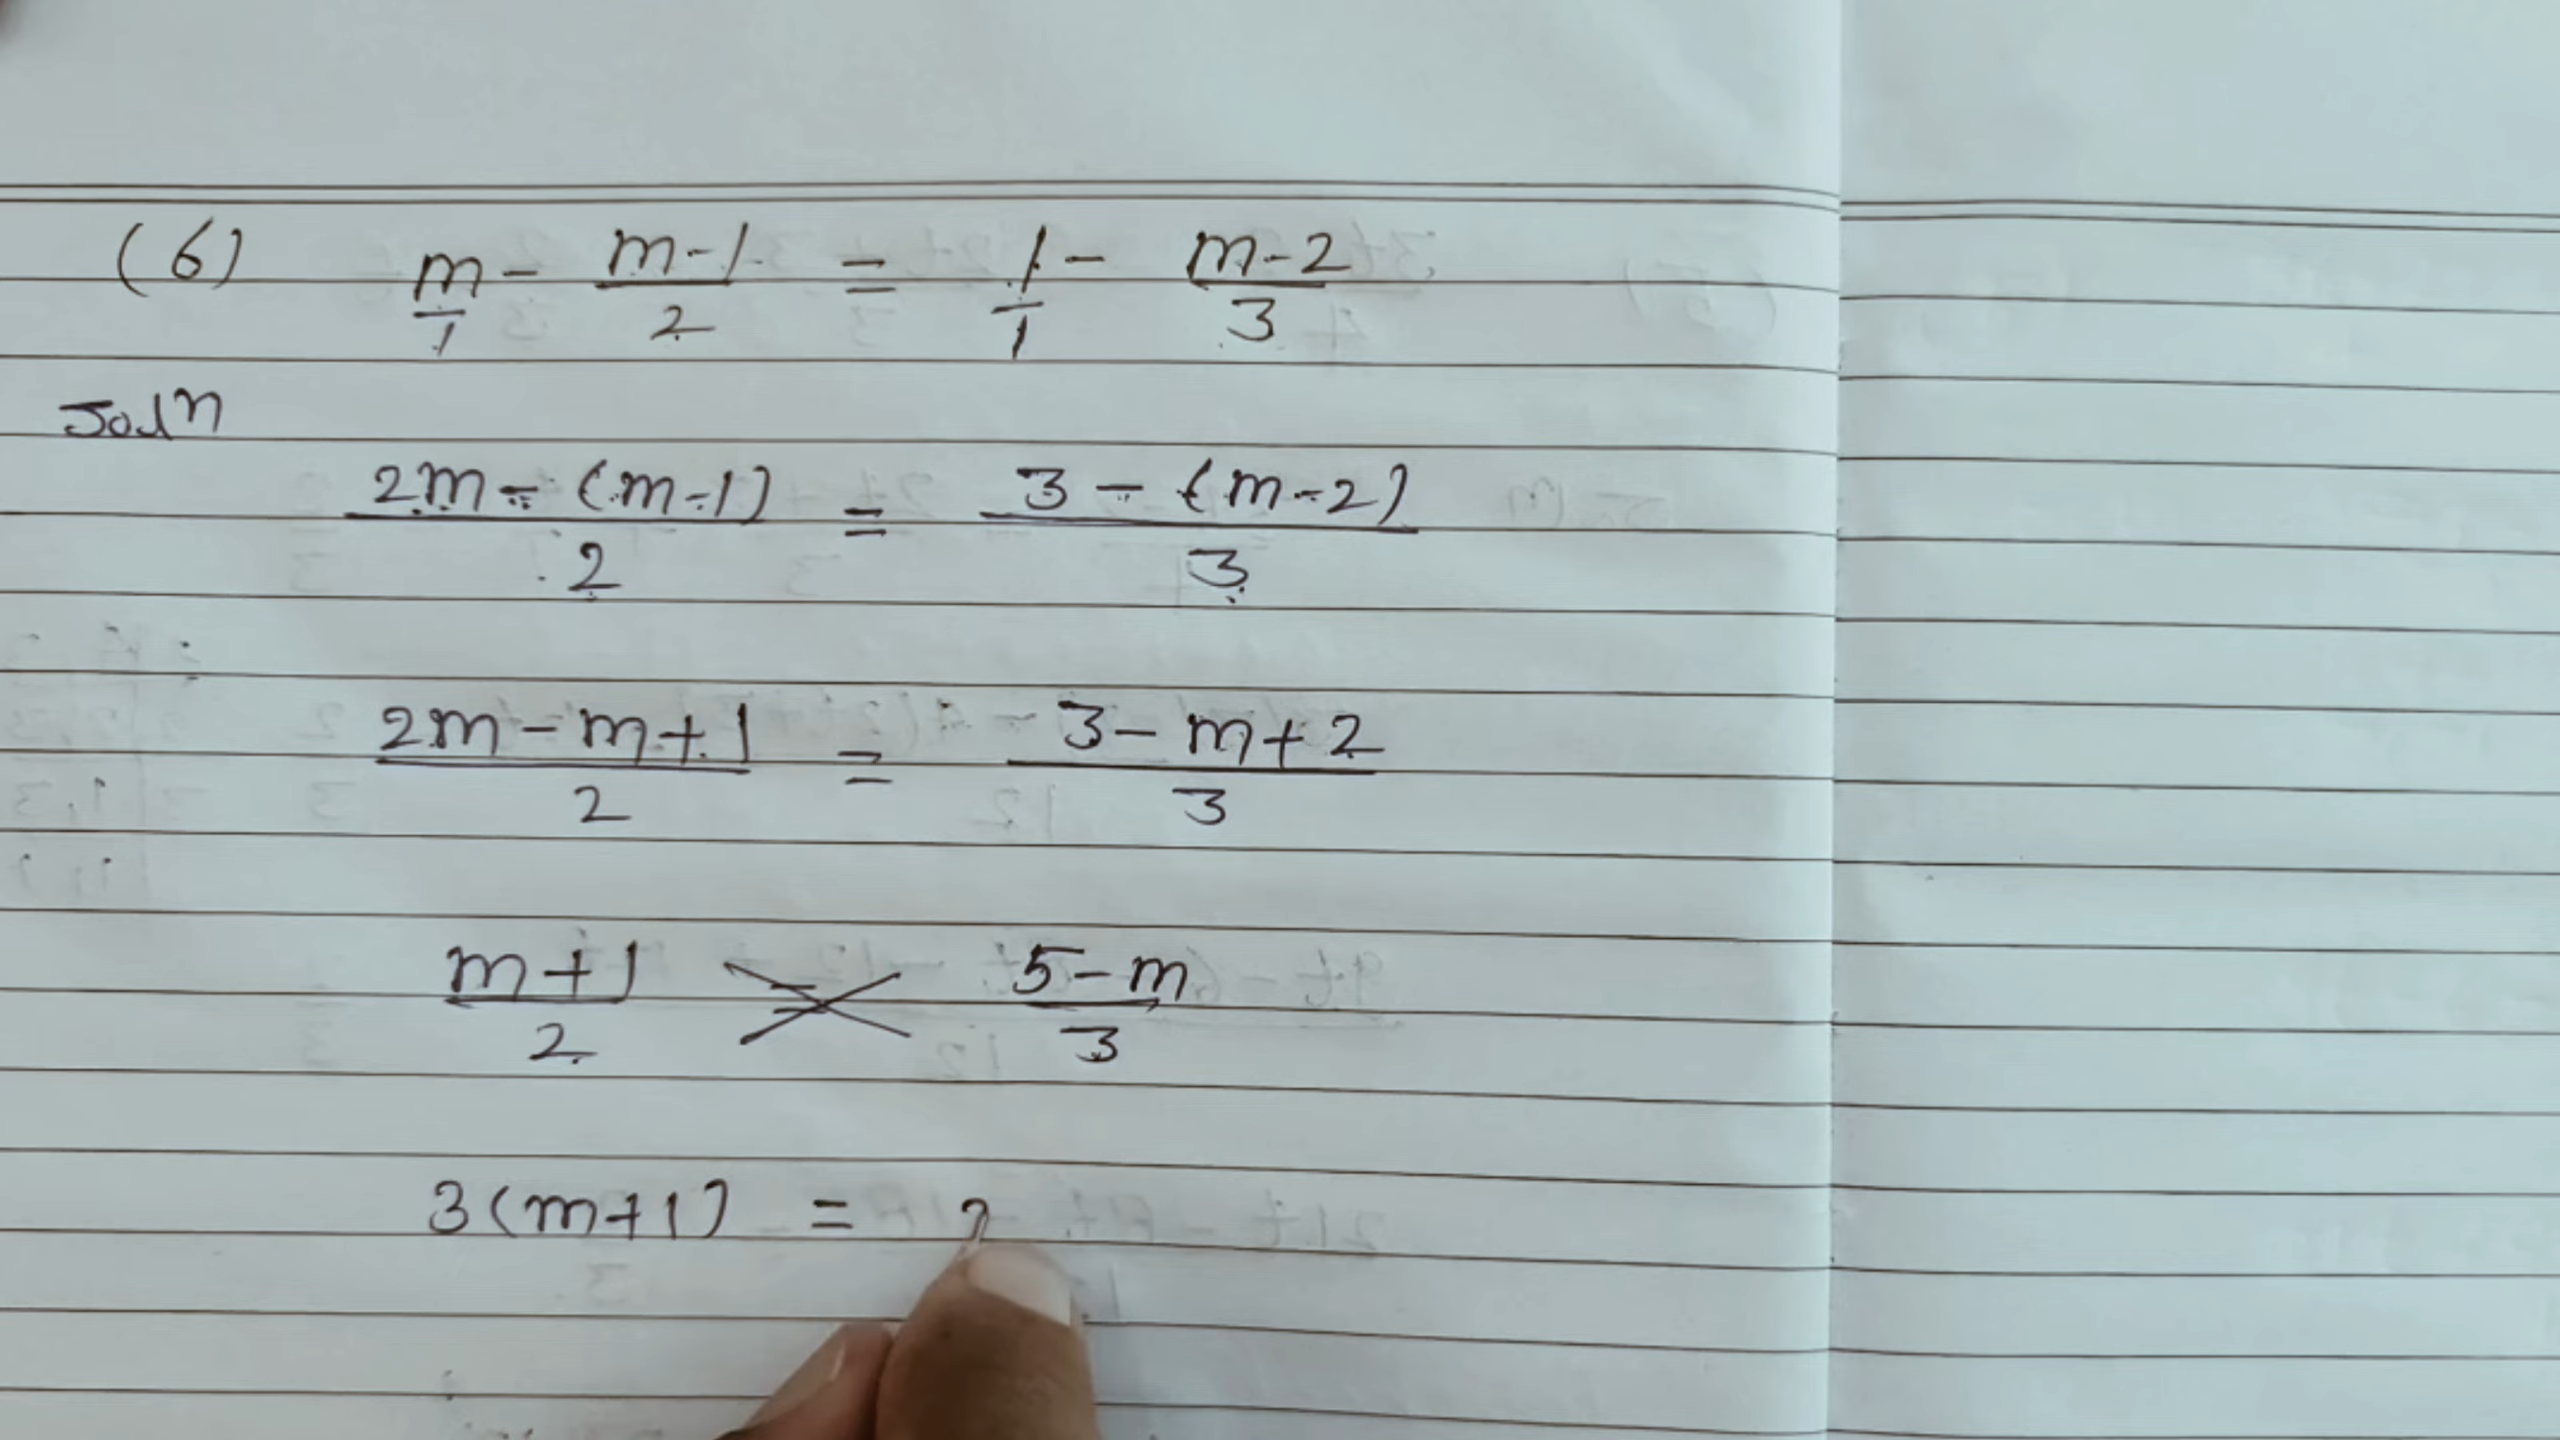 (6) m/1 - (m-1)/2 = 1/1 - (m-2)/3
Soln
(2m - (m-1))/2 = (3 - (m-2))/3
(2m - m + 1)/2 = (3 - m + 2)/3
(m+1)/2 = (5-m)/3
3(m+1) = 2